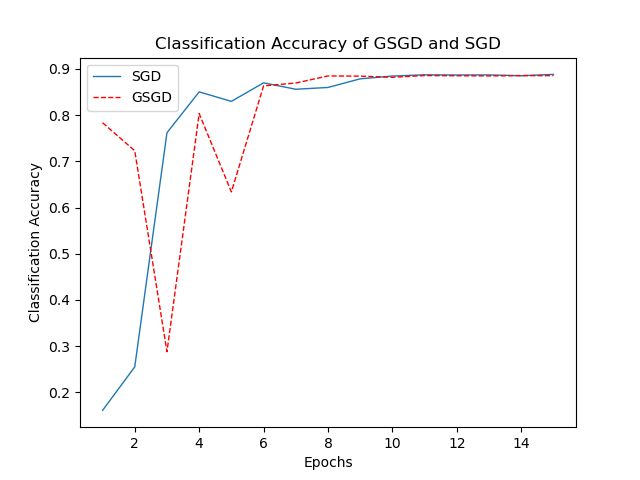 Classification Accuracy of GSGD and SGD
SGD
GSGD
Classification Accuracy
0.9
0.8
0.7
0.6
0.5
0.4
0.3
0.2
2 4 6 8 10 12 14
Epochs